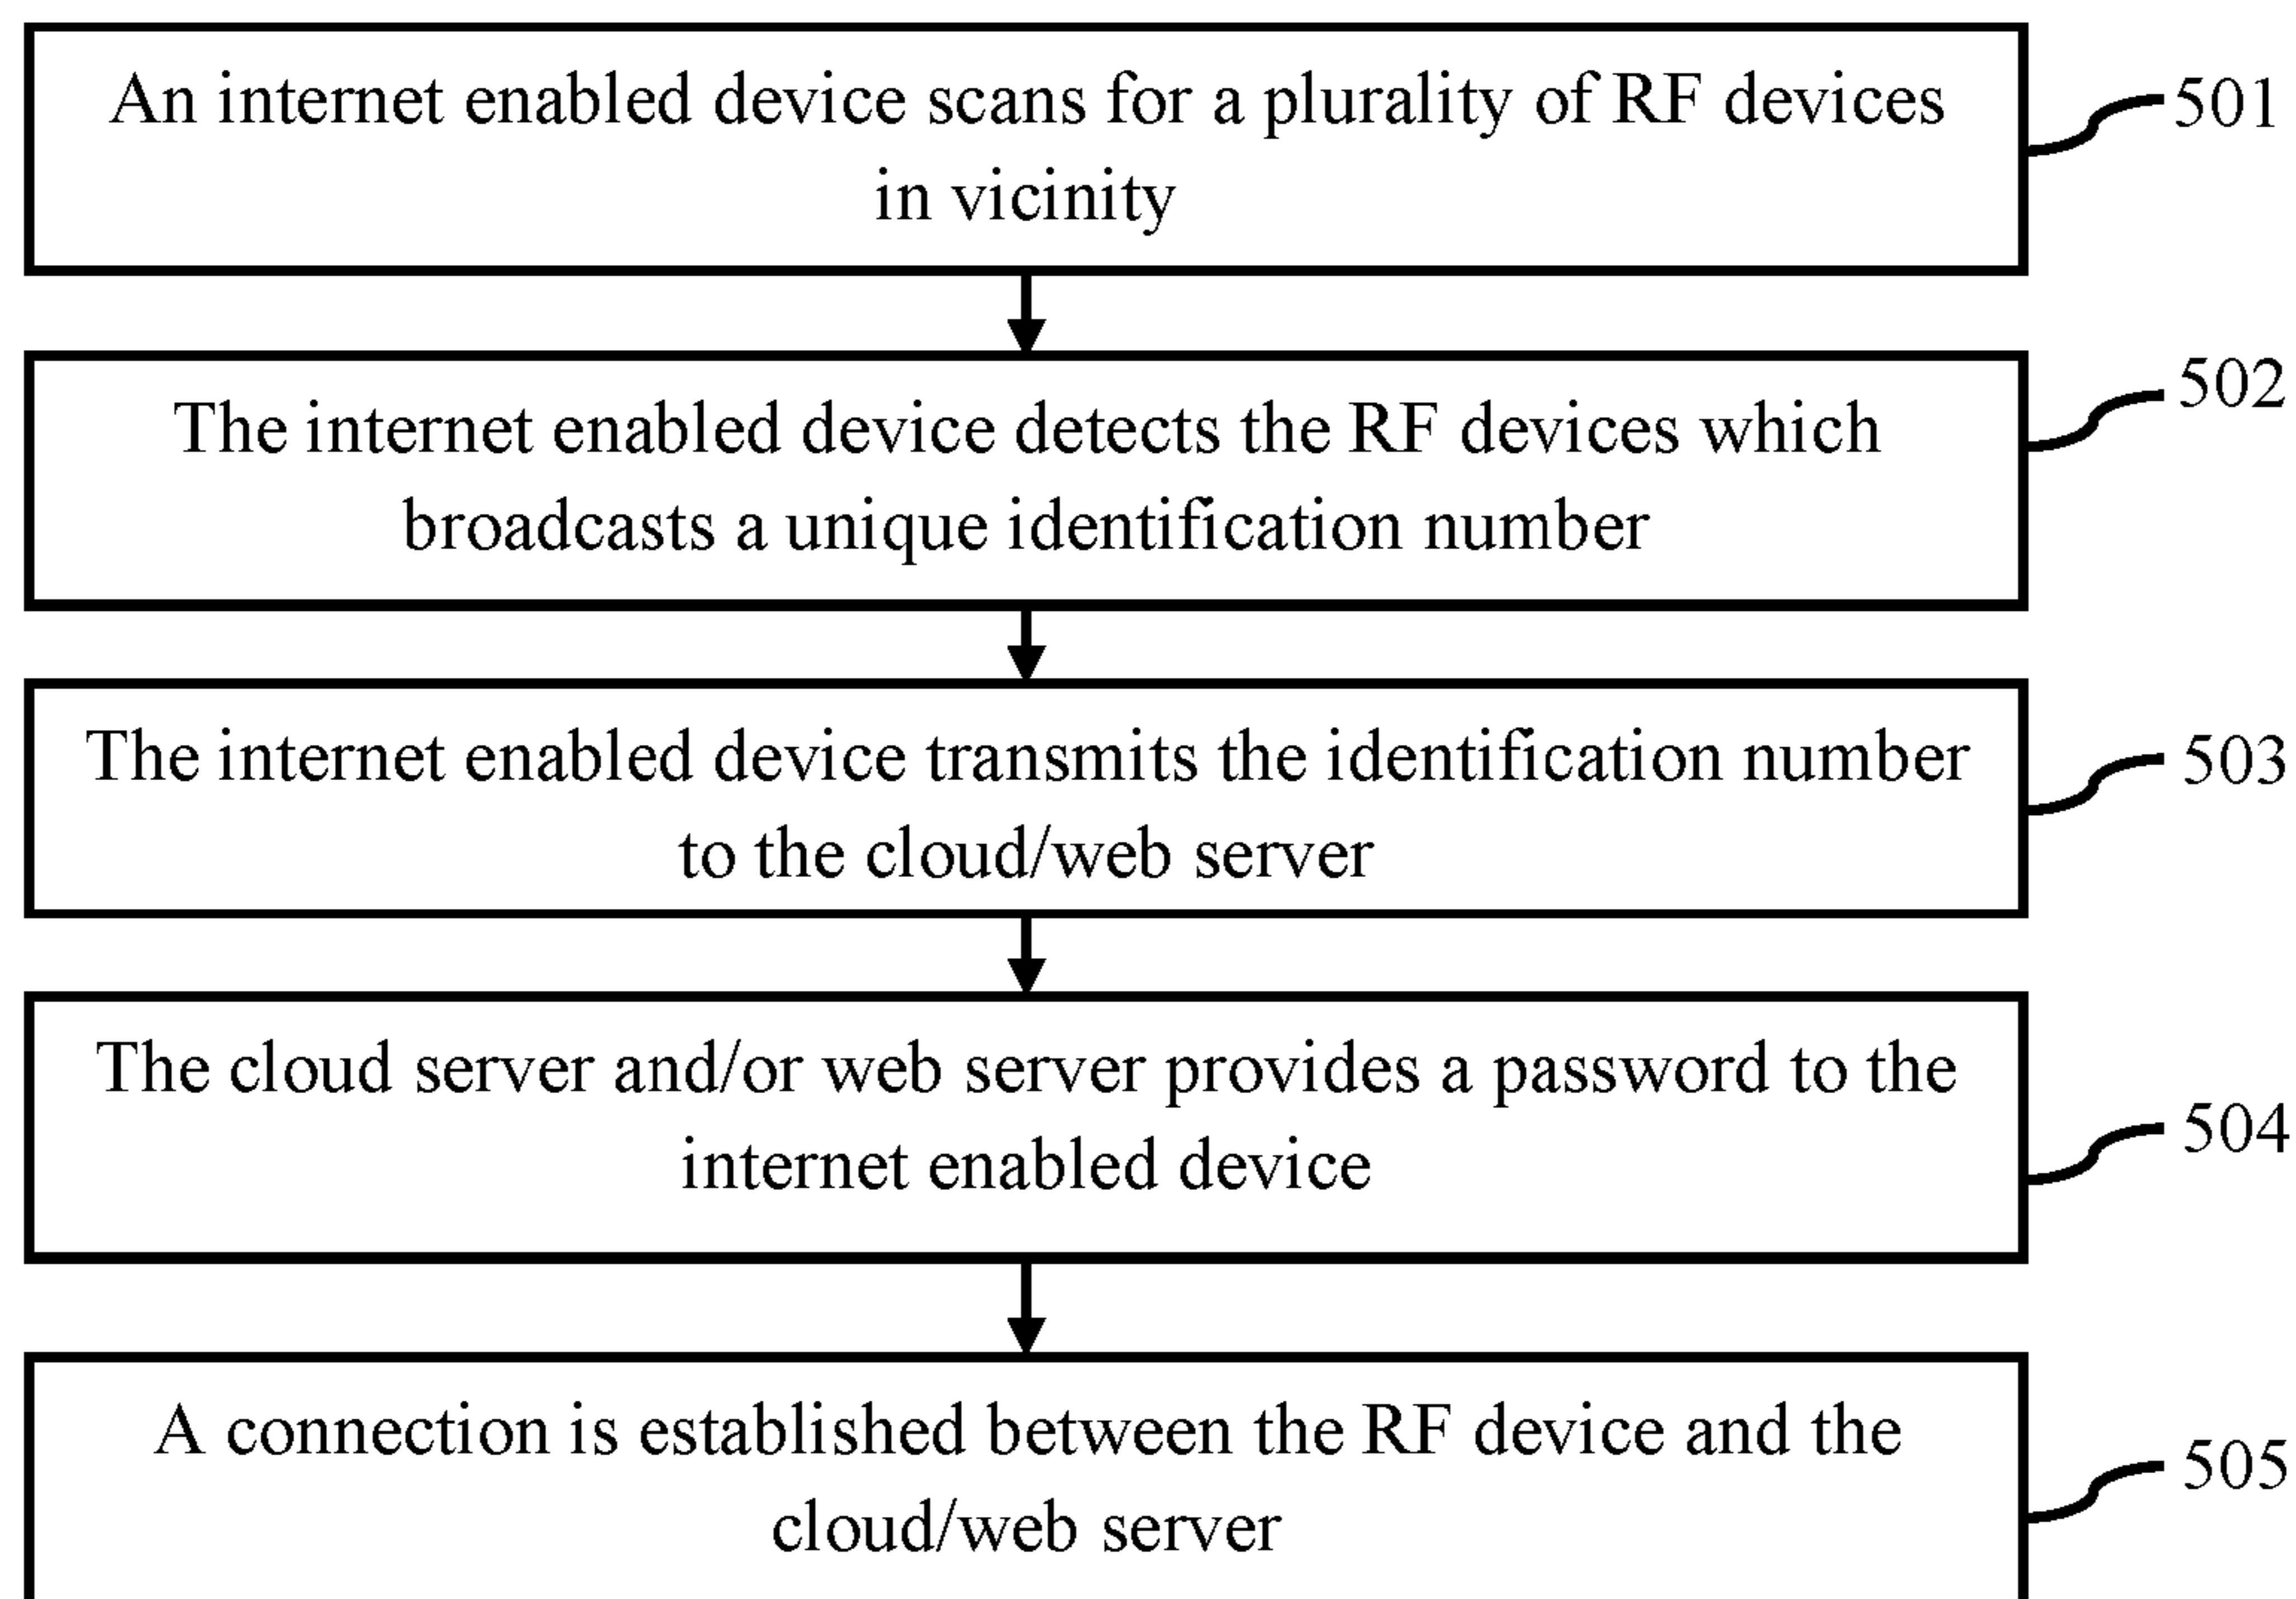 An internet enabled device scans for a plurality of RF devices
in vicinity
501
The internet enabled device detects the RF devices which
broadcasts a unique identification number
502
The internet enabled device transmits the identification number
to the cloud/web server
503
The cloud server and/or web server provides a password to the
internet enabled device
504
A connection is established between the RF device and the
cloud/web server
505